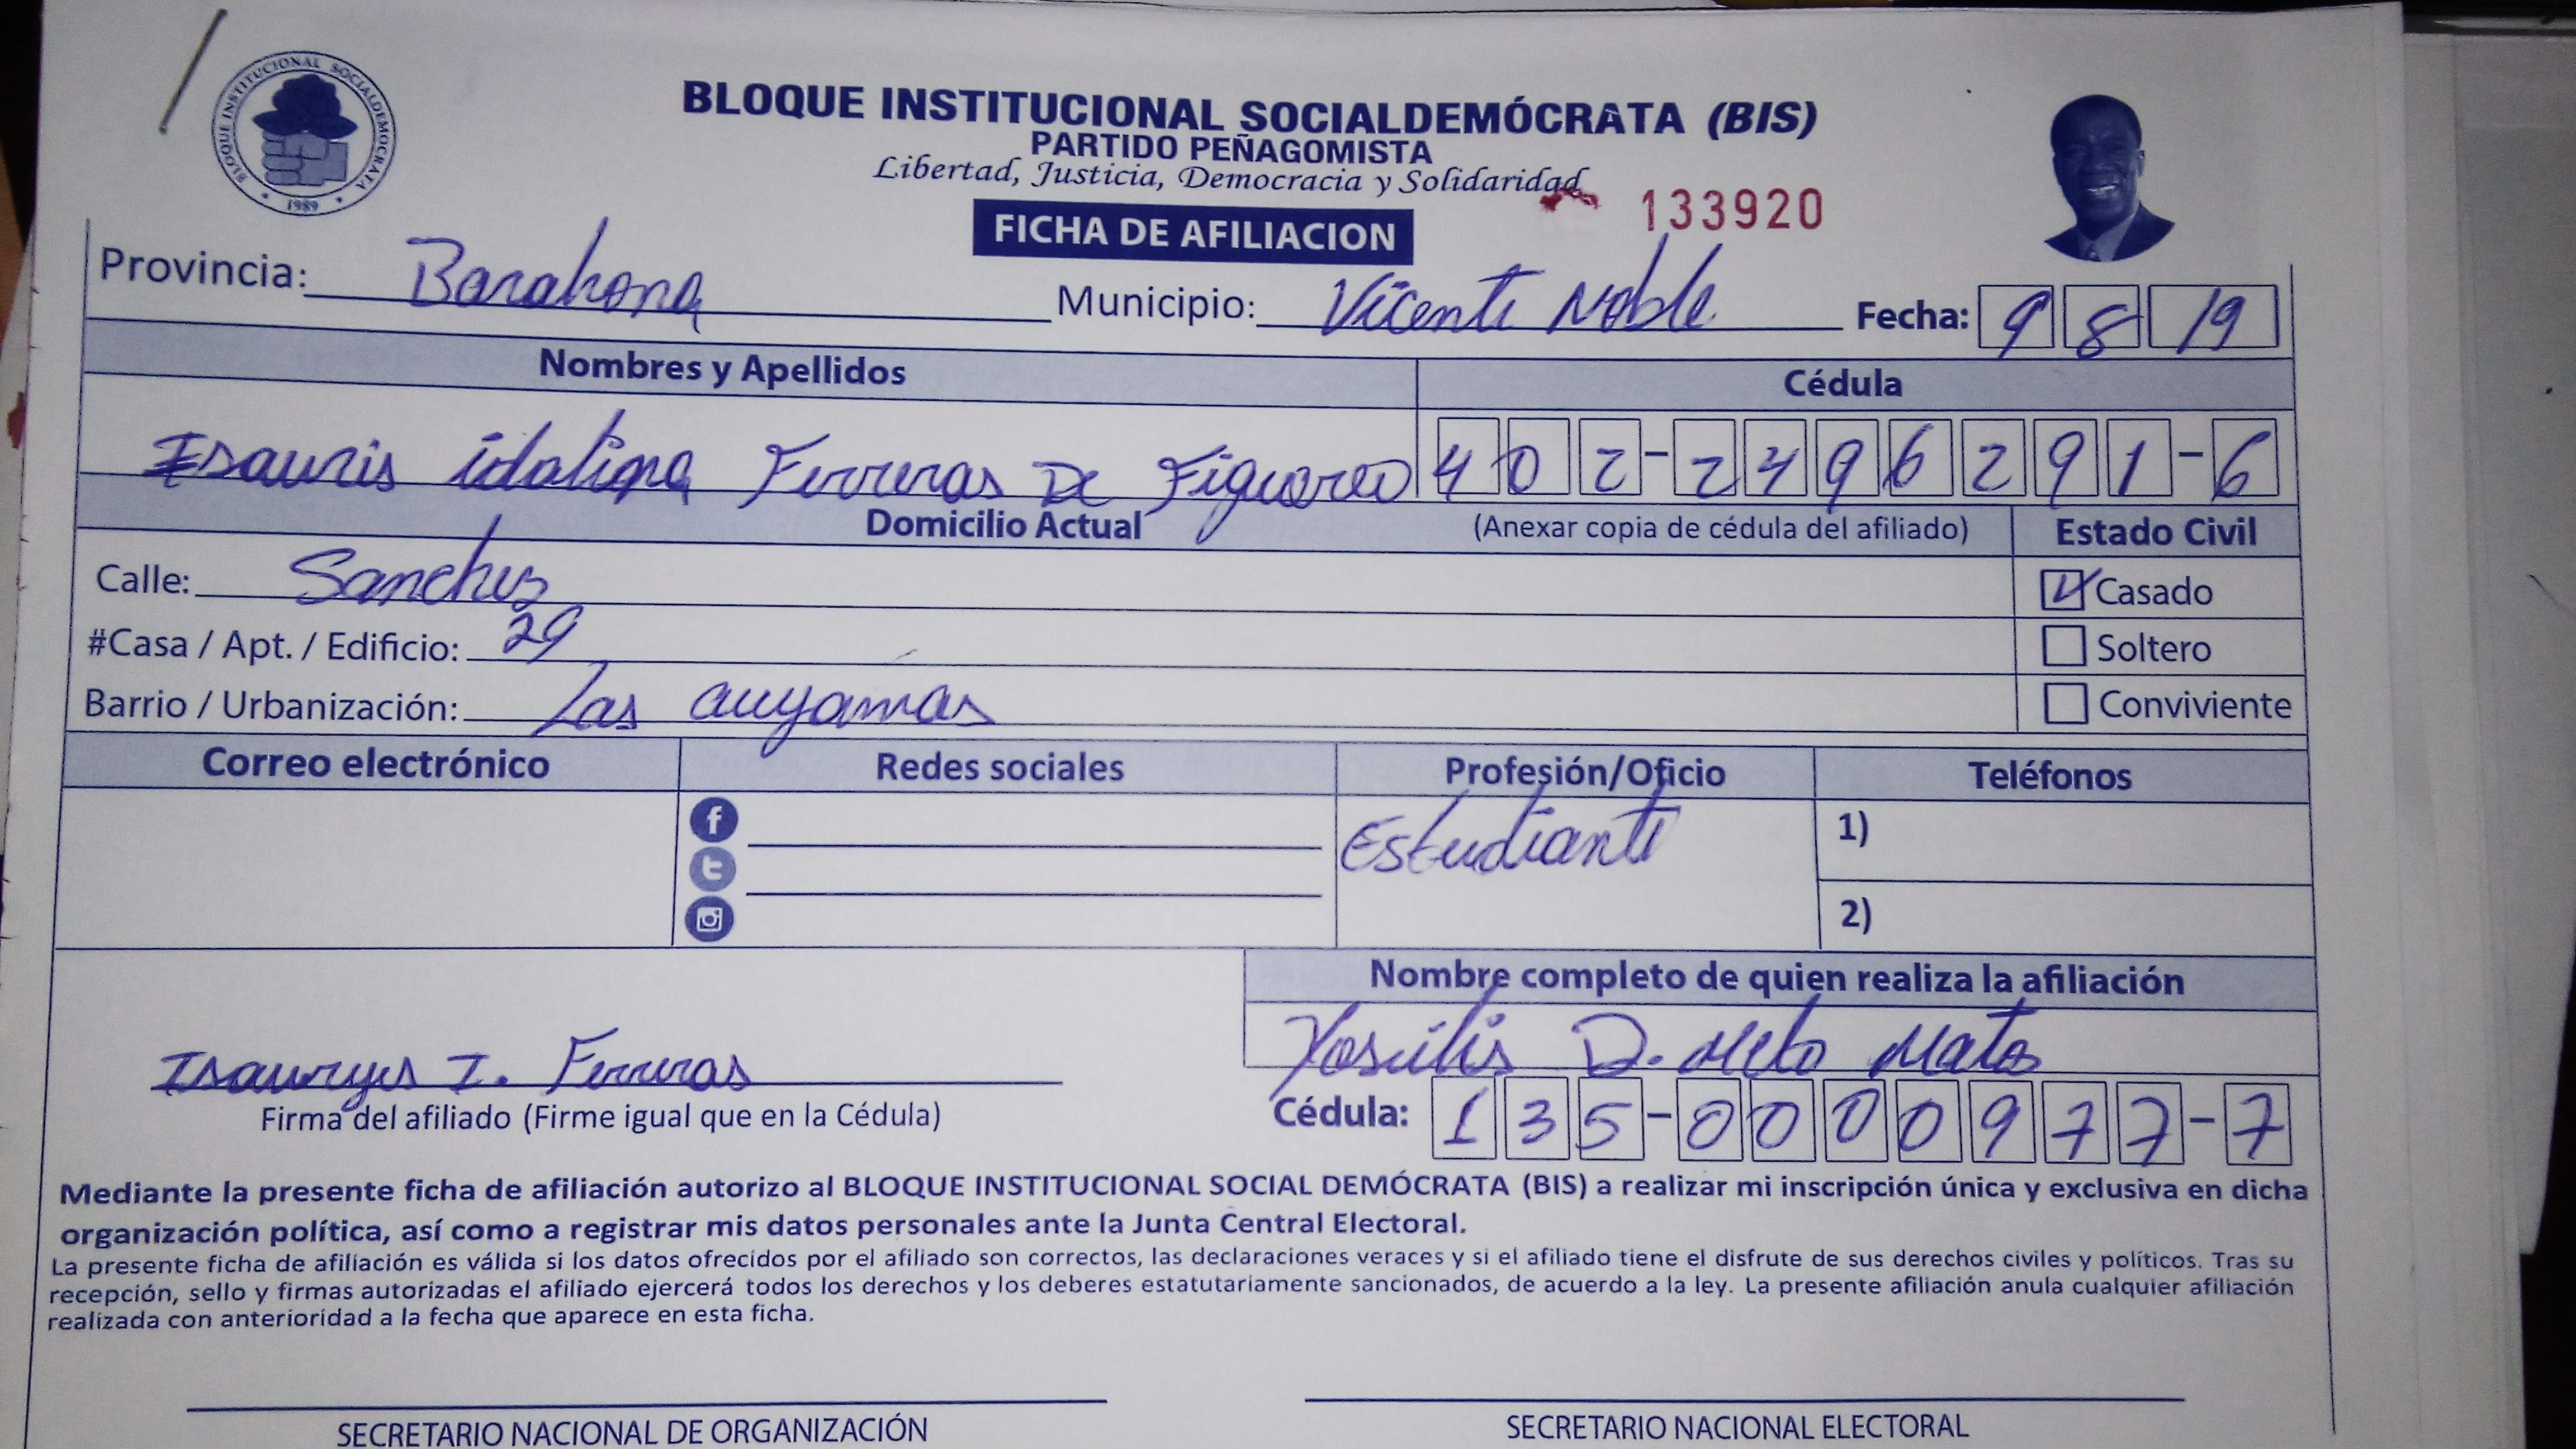 BLOQUE INSTITUCIONAL SOCIALDEMOCRATA
1989
BLOQUE INSTITUCIONAL SOCIALDEMÓCRATA (BIS)
PARTIDO PEÑAGOMISTA
Libertad, Justicia, Democracia y Solidaridad
133920
FICHA DE AFILIACION
Provincia: Barahona Municipio: Vicente Noble Fecha: 9 8 19
Nombres y Apellidos Cédula
Isauris idalina Ferreras De Figuereo 402-2496291-6
Domicilio Actual (Anexar copia de cédula del afiliado) Estado Civil
Calle: Sanches Casado
#Casa / Apt. / Edificio: 29 Soltero
Barrio / Urbanización: Las auyamas Conviviente
Correo electrónico Redes sociales Profesión/Oficio Teléfonos
Estudiante 1)
2)
Nombre completo de quien realiza la afiliación
D. Melo Matos
I. Ferreras
Firma del afiliado (Firme igual que en la Cédula) Cédula: 135-0000977-7
Mediante la presente ficha de afiliación autorizo al BLOQUE INSTITUCIONAL SOCIAL DEMÓCRATA (BIS) a realizar mi inscripción única y exclusiva en dicha
organización política, así como a registrar mis datos personales ante la Junta Central Electoral.
La presente ficha de afiliación es válida si los datos ofrecidos por el afiliado son correctos, las declaraciones veraces y si el afiliado tiene el disfrute de sus derechos civiles y políticos. Tras su
recepción, sello y firmas autorizadas el afiliado ejercerá todos los derechos y los deberes estatutariamente sancionados, de acuerdo a la ley. La presente afiliación anula cualquier afiliación
realizada con anterioridad a la fecha que aparece en esta ficha.
SECRETARIO NACIONAL DE ORGANIZACIÓN SECRETARIO NACIONAL ELECTORAL